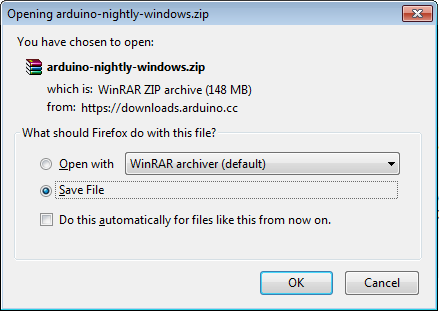 Opening arduino-nightly-windows.zip
You have chosen to open:
arduino-nightly-windows.zip
which is: WinRAR ZIP archive (148 MB)
from: https://downloads.arduino.cc
What should Firefox do with this file?
Open with WinRAR archiver (default)
Save File
Do this automatically for files like this from now on.
OK Cancel